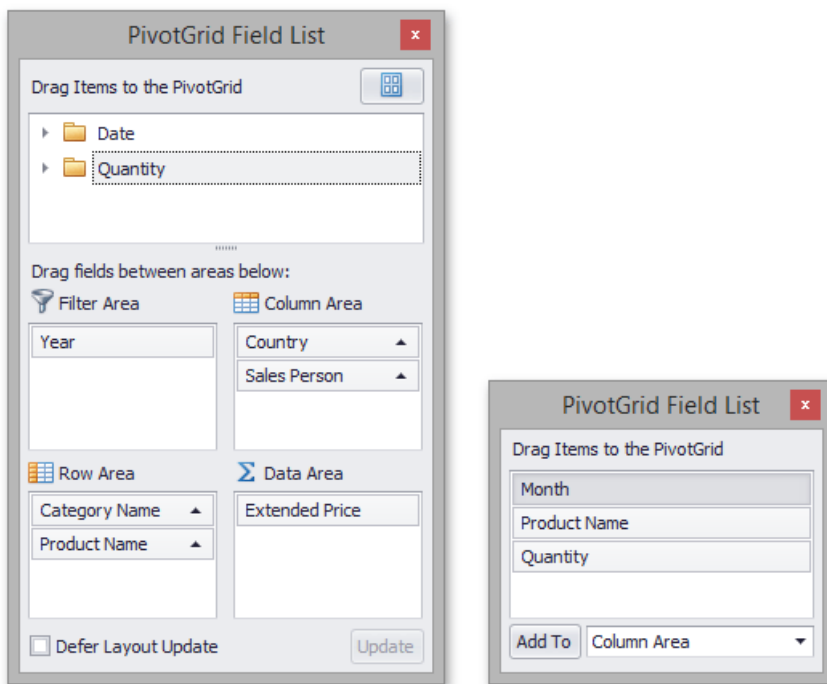 PivotGrid Field List
x
Drag Items to the PivotGrid
Date
Quantity
Drag fields between areas below:
Filter Area
Column Area
Year
Country
Sales Person
Row Area
Σ Data Area
Category Name
Extended Price
Product Name
Defer Layout Update
Update
PivotGrid Field List
x
Drag Items to the PivotGrid
Month
Product Name
Quantity
Add To
Column Area